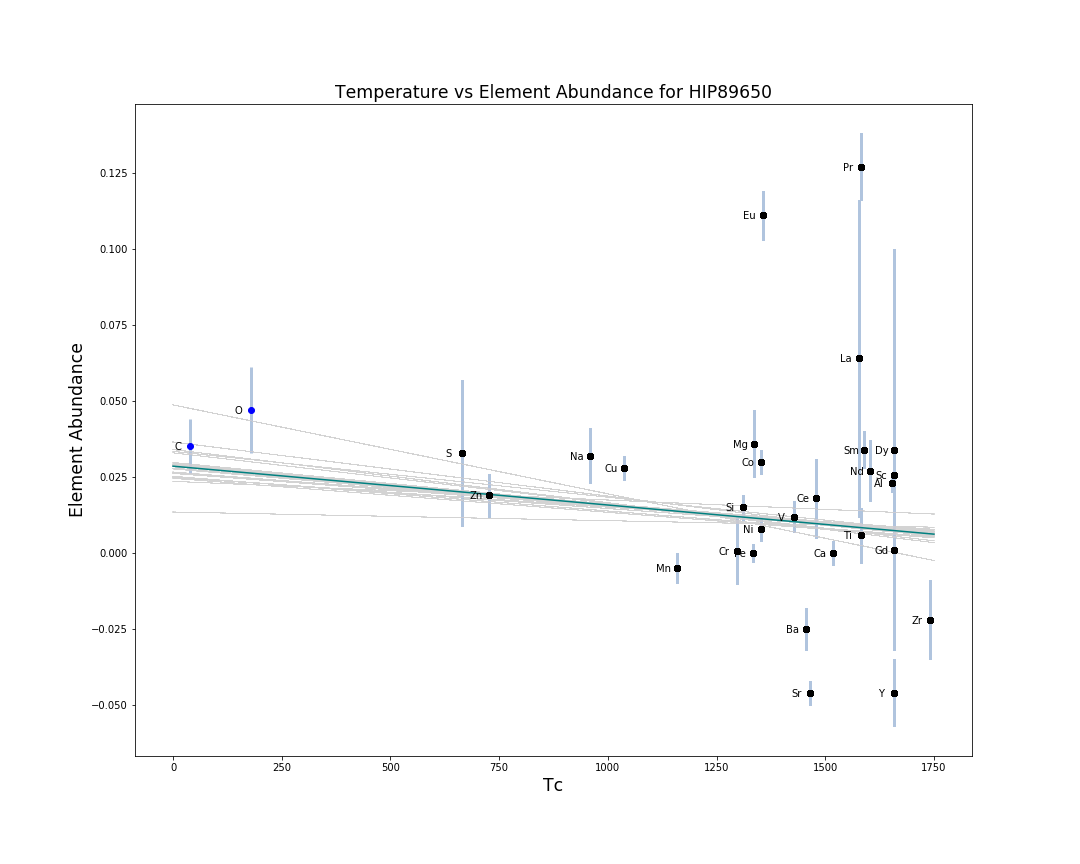 Temperature vs Element Abundance for HIP89650
Element Abundance
0.125
0.100
0.075
0.050
0.025
0.000
−0.025
−0.050
Pr
Eu
La
O
C
S
Zn
Na
Cu
Mg
Co
Sm
Dy
Nd
Sc
Al
Ce
Si
V
Ni
Ti
Cr
Fe
Ca
Gd
Mn
Ba
Zr
Sr
Y
0
250
500
750
1000
1250
1500
1750
Tc